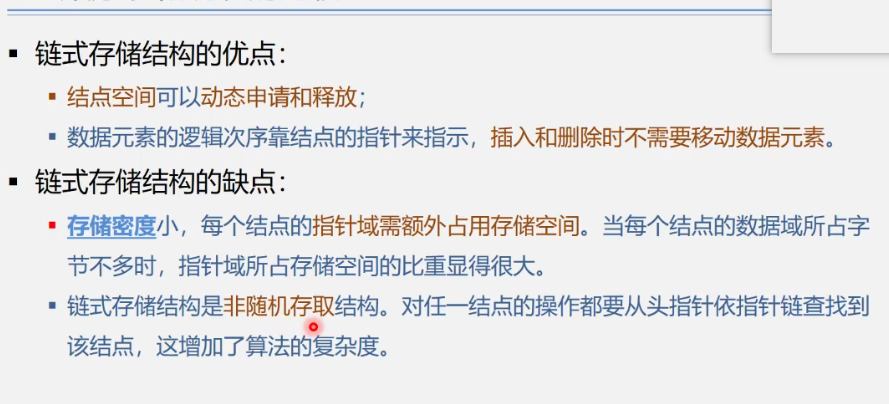 链式存储结构的优点：
结点空间可以动态申请和释放；
数据元素的逻辑次序靠结点的指针来指示，插入和删除时不需要移动数据元素。
链式存储结构的缺点：
存储密度小，每个结点的指针域需额外占用存储空间。当每个结点的数据域所占字
节不多时，指针域所占存储空间的比重显得很大。
链式存储结构是非随机存取结构。对任一结点的操作都要从头指针依指针链查找到
该结点，这增加了算法的复杂度。